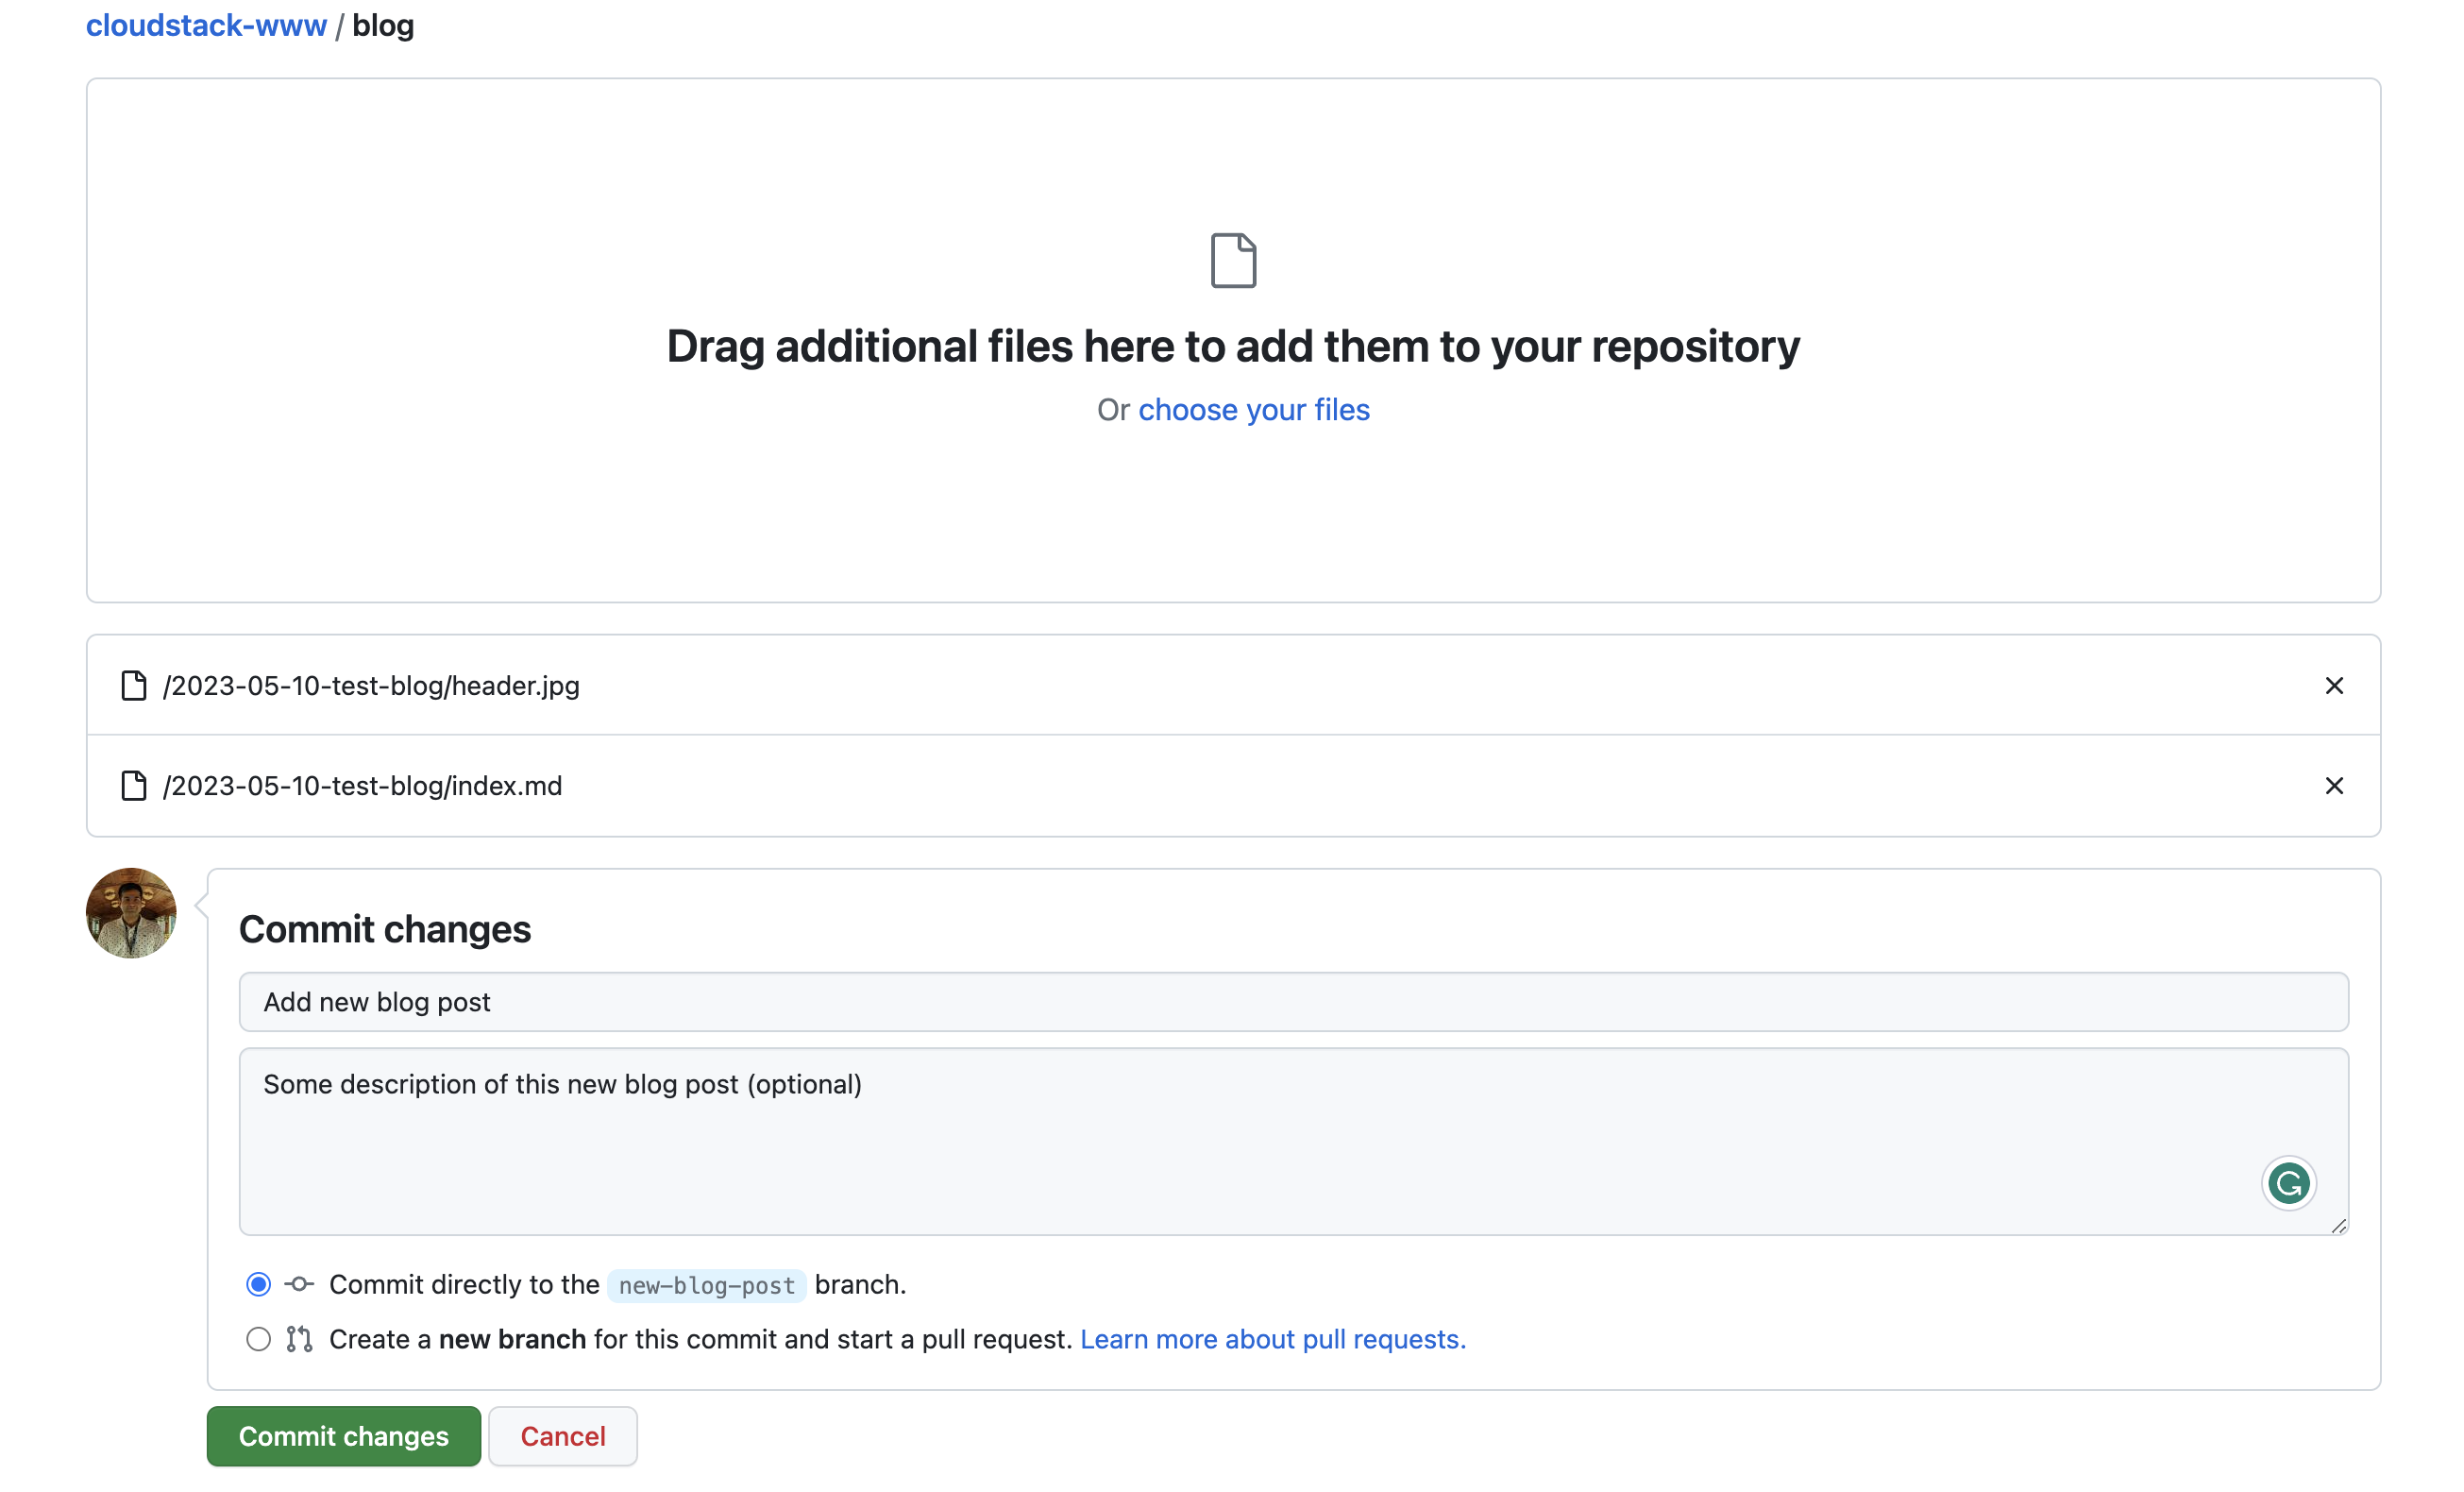 cloudstack-www / blog
Drag additional files here to add them to your repository
Or choose your files
/2023-05-10-test-blog/header.jpg
/2023-05-10-test-blog/index.md
Commit changes
Add new blog post
Some description of this new blog post (optional)
Commit directly to the new-blog-post branch.
Create a new branch for this commit and start a pull request. Learn more about pull requests.
Commit changes Cancel